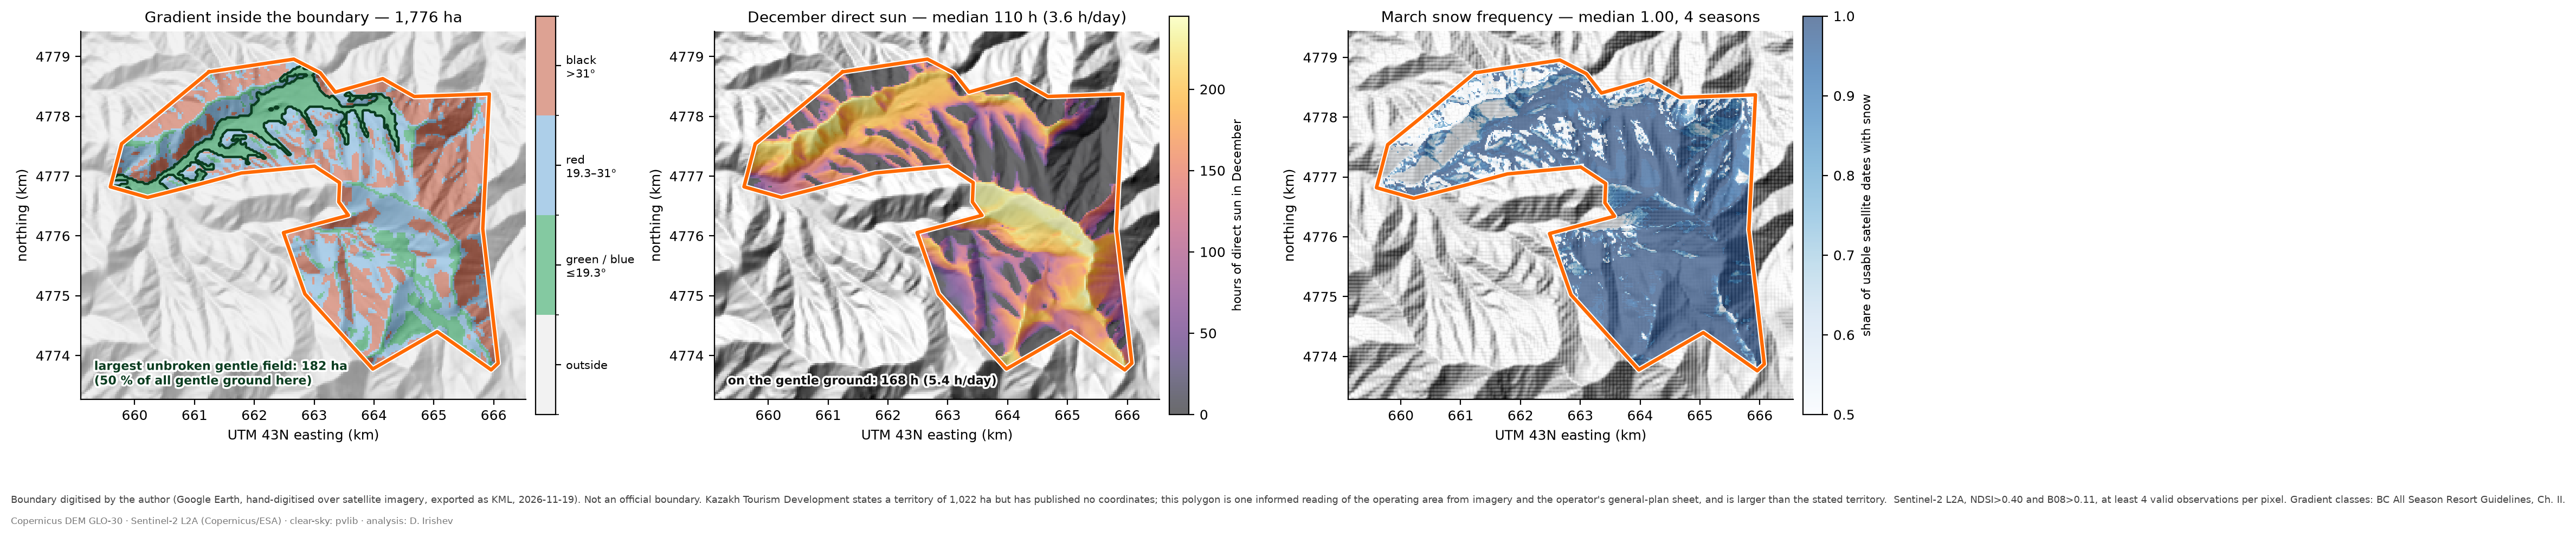 Gradient inside the boundary — 1,776 ha
4779
4778
4777
4776
4775
4774
northing (km)
660 661 662 663 664 665 666
UTM 43N easting (km)
largest unbroken gentle field: 182 ha
(50 % of all gentle ground here)
black
>31°
red
19.3–31°
green / blue
≤19.3°
outside
December direct sun — median 110 h (3.6 h/day)
4779
4778
4777
4776
4775
4774
northing (km)
660 661 662 663 664 665 666
UTM 43N easting (km)
on the gentle ground: 168 h (5.4 h/day)
200
150
100
50
0
hours of direct sun in December
March snow frequency — median 1.00, 4 seasons
4779
4778
4777
4776
4775
4774
northing (km)
660 661 662 663 664 665 666
UTM 43N easting (km)
1.0
0.9
0.8
0.7
0.6
0.5
share of usable satellite dates with snow
Boundary digitised by the author (Google Earth, hand-digitised over satellite imagery, exported as KML, 2026-11-19). Not an official boundary. Kazakh Tourism Development states a territory of 1,022 ha but has published no coordinates; this polygon is one informed reading of the operating area from imagery and the operator's general-plan sheet, and is larger than the stated territory. Sentinel-2 L2A, NDSI>0.40 and B08>0.11, at least 4 valid observations per pixel. Gradient classes: BC All Season Resort Guidelines, Ch. II.
Copernicus DEM GLO-30 · Sentinel-2 L2A (Copernicus/ESA) · clear-sky: pvlib · analysis: D. Irishev